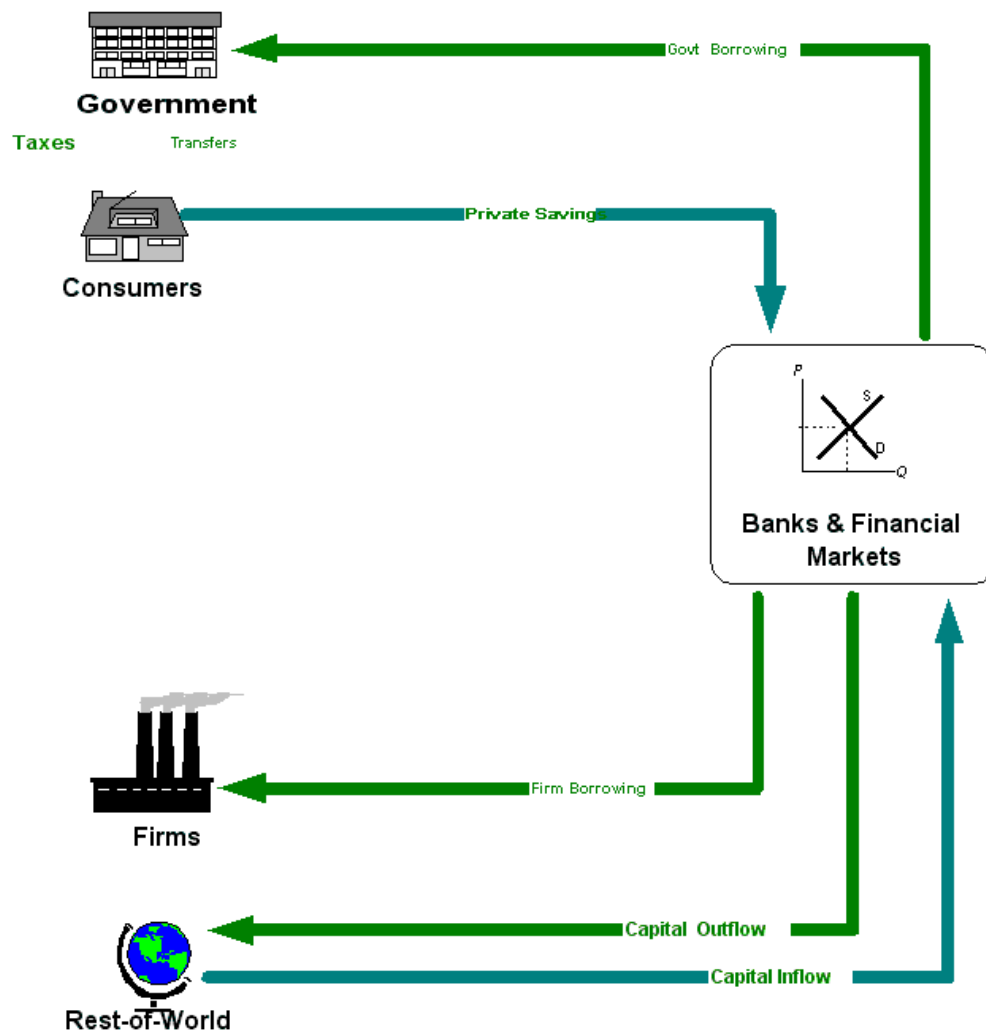 Govt Borrowing
Government
Taxes Transfers
Private Savings
Consumers
P
S
D
Q
Banks & Financial
Markets
Firm Borrowing
Firms
Capital Outflow
Capital Inflow
Rest-of-World